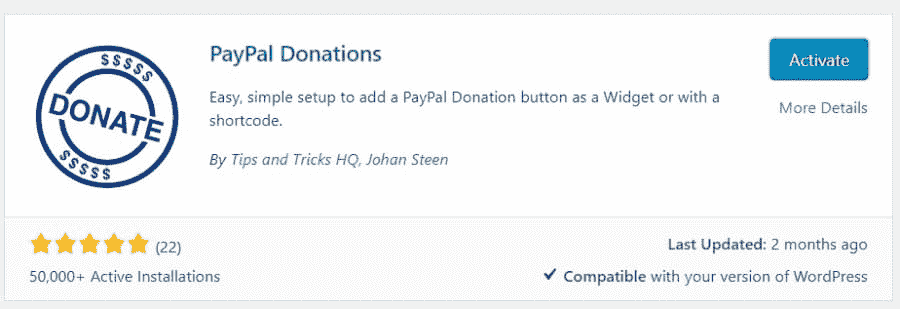 $$$$$
DONATE
$$$$$
PayPal Donations
Activate
Easy, simple setup to add a PayPal Donation button as a Widget or with a
shortcode.
More Details
By Tips and Tricks HQ, Johan Steen
(22)
Last Updated: 2 months ago
50,000+ Active Installations
Compatible with your version of WordPress